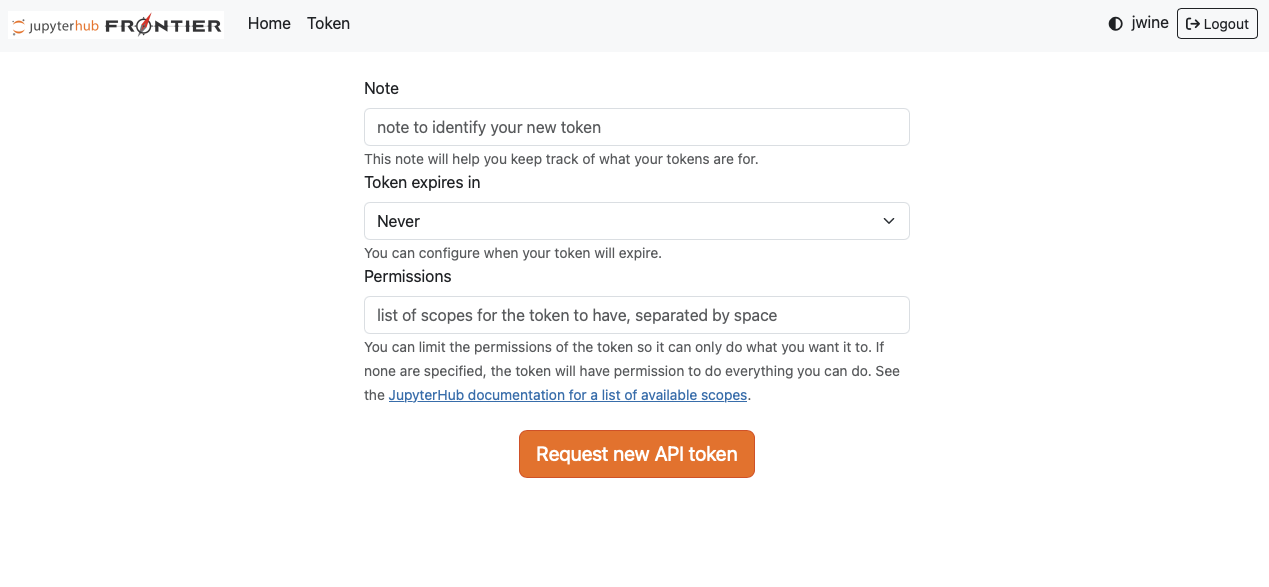 jupyterhub FRONTIER Home Token jwine Logout
Note
note to identify your new token
This note will help you keep track of what your tokens are for.
Token expires in
Never
You can configure when your token will expire.
Permissions
list of scopes for the token to have, separated by space
You can limit the permissions of the token so it can only do what you want it to. If
none are specified, the token will have permission to do everything you can do. See
the JupyterHub documentation for a list of available scopes.
Request new API token